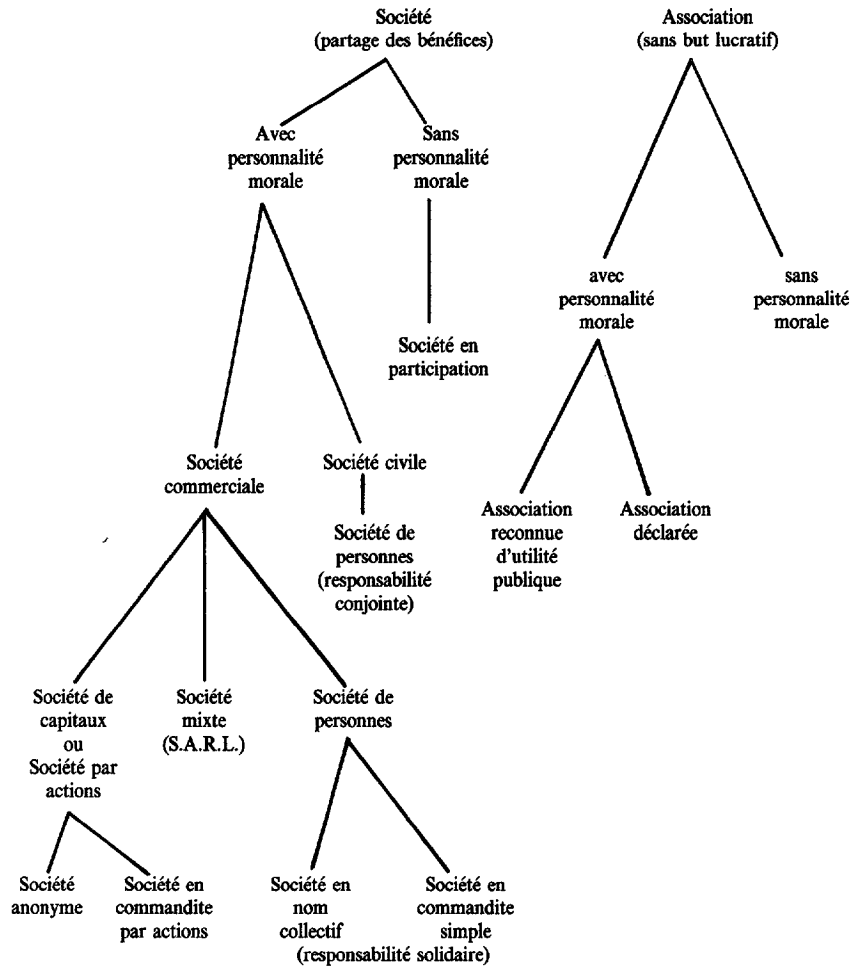 Société
(partage des bénéfices)
Association
(sans but lucratif)
Avec
personnalité
morale
Sans
personnalité
morale
avec
personnalité
morale
sans
personnalité
morale
Société en
participation
Société
commerciale
Société civile
Société de
personnes
(responsabilité
conjointe)
Association
reconnue
d'utilité
publique
Association
déclarée
Société de
capitaux
ou
Société par
actions
Société
mixte
(S.A.R.L.)
Société de
personnes
Société
anonyme
Société en
commandite
par actions
Société en
nom
collectif
Société en
commandite
simple
(responsabilité solidaire)